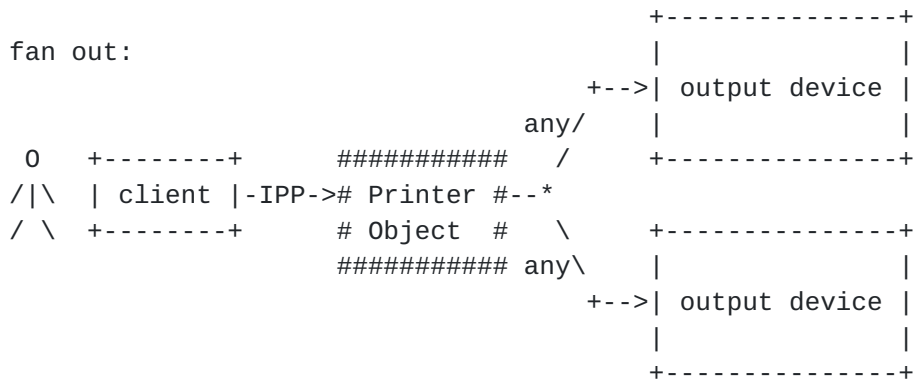 +---------------+
fan out:                                  |               |
                                      +-->| output device |
                                  any/    |               |
 O   +--------+      ###########   /      +---------------+
/|\  | client |-IPP-># Printer #--*
/ \  +--------+      # Object  #   \      +---------------+
                     ########### any\     |               |
                                     +-->| output device |
                                          |               |
                                          +---------------+